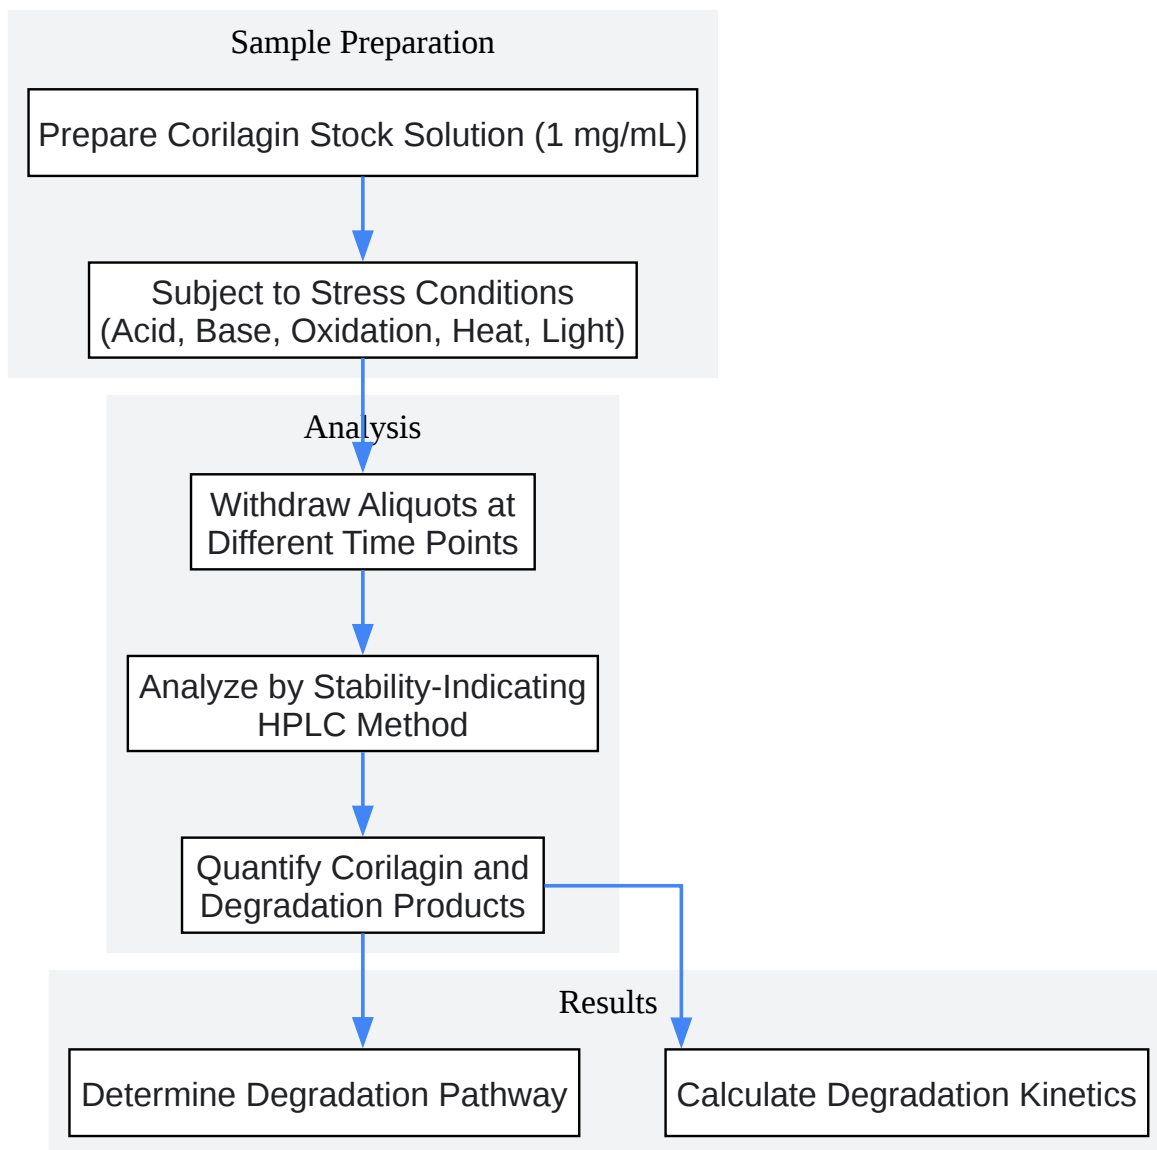 Sample Preparation
Prepare Corilagin Stock Solution (1 mg/mL)
Subject to Stress Conditions
(Acid, Base, Oxidation, Heat, Light)
Analysis
Withdraw Aliquots at
Different Time Points
Analyze by Stability-Indicating
HPLC Method
Quantify Corilagin and
Degradation Products
Results
Determine Degradation Pathway
Calculate Degradation Kinetics